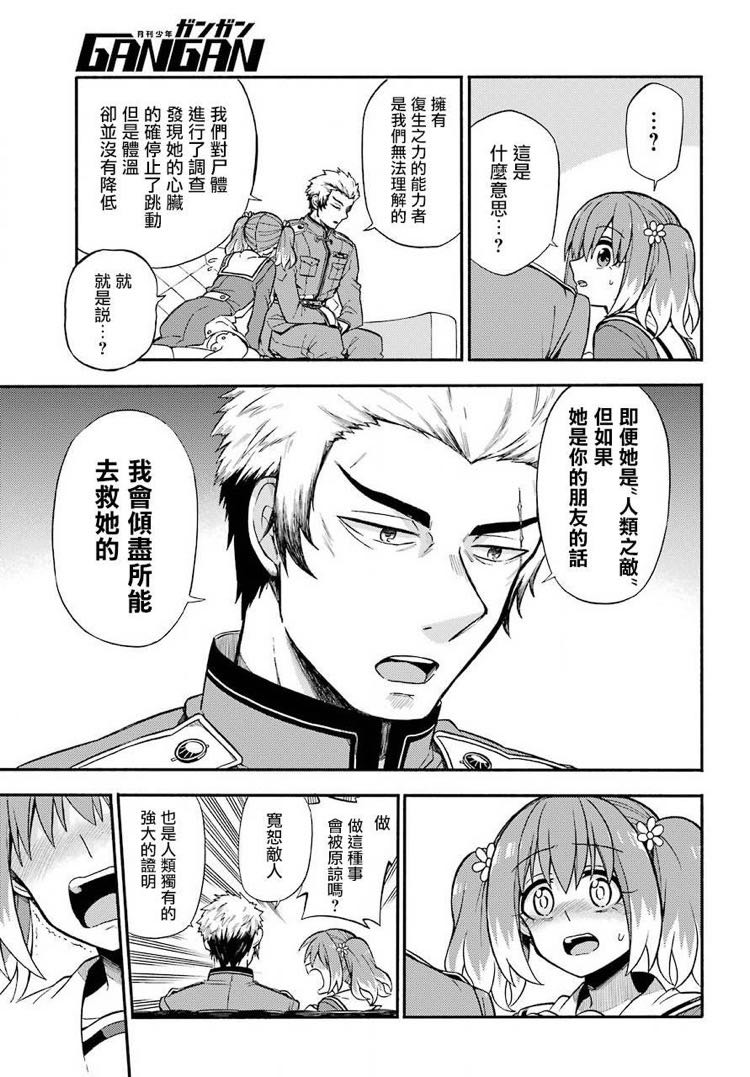 月刊少年
ガンガン
GANGAN
…?
這是
什麼意思…?
擁有
復生之力的能力者
是我們無法理解的
我們對尸體
進行了調查
發現她的心臟
的確停止了跳動
但是體溫
卻並沒有降低
就
就是説…?
即便她是〝人類之敵〟
但如果
她是你的朋友的話
我會傾盡所能
去救她的
做
做這種事
會被原諒嗎?
寬恕敵人
也是人類獨有的
強大的證明